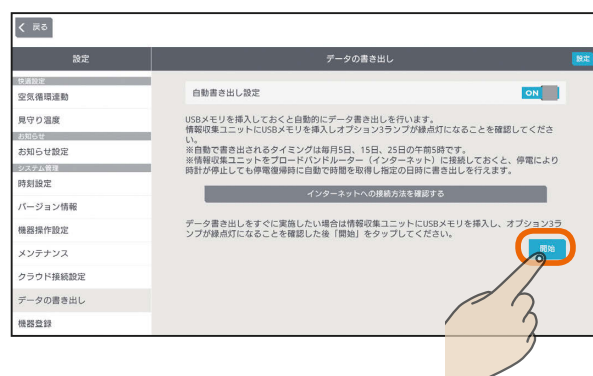 戻る
設定
データの書き出し
設定
快適設定
空気循環連動
見守り温度
お知らせ
お知らせ設定
システム管理
時刻設定
バージョン情報
機器操作設定
メンテナンス
クラウド接続設定
データの書き出し
機器登録
自動書き出し設定
ON
USBメモリを挿入しておくと自動的にデータ書き出しを行います。
情報収集ユニットにUSBメモリを挿入しオプション3ランプが緑点灯になることを確認してくださ
い。
※自動で書き出されるタイミングは毎月5日、15日、25日の午前5時です。
※情報収集ユニットをブロードバンドルーター（インターネット）に接続しておくと、停電により
時計が停止しても停電復帰時に自動で時間を取得し指定の日時に書き出しを行えます。
インターネットへの接続方法を確認する
データ書き出しをすぐに実施したい場合は情報収集ユニットにUSBメモリを挿入し、オプション3ラ
ンプが緑点灯になることを確認した後「開始」をタップしてください。
開始